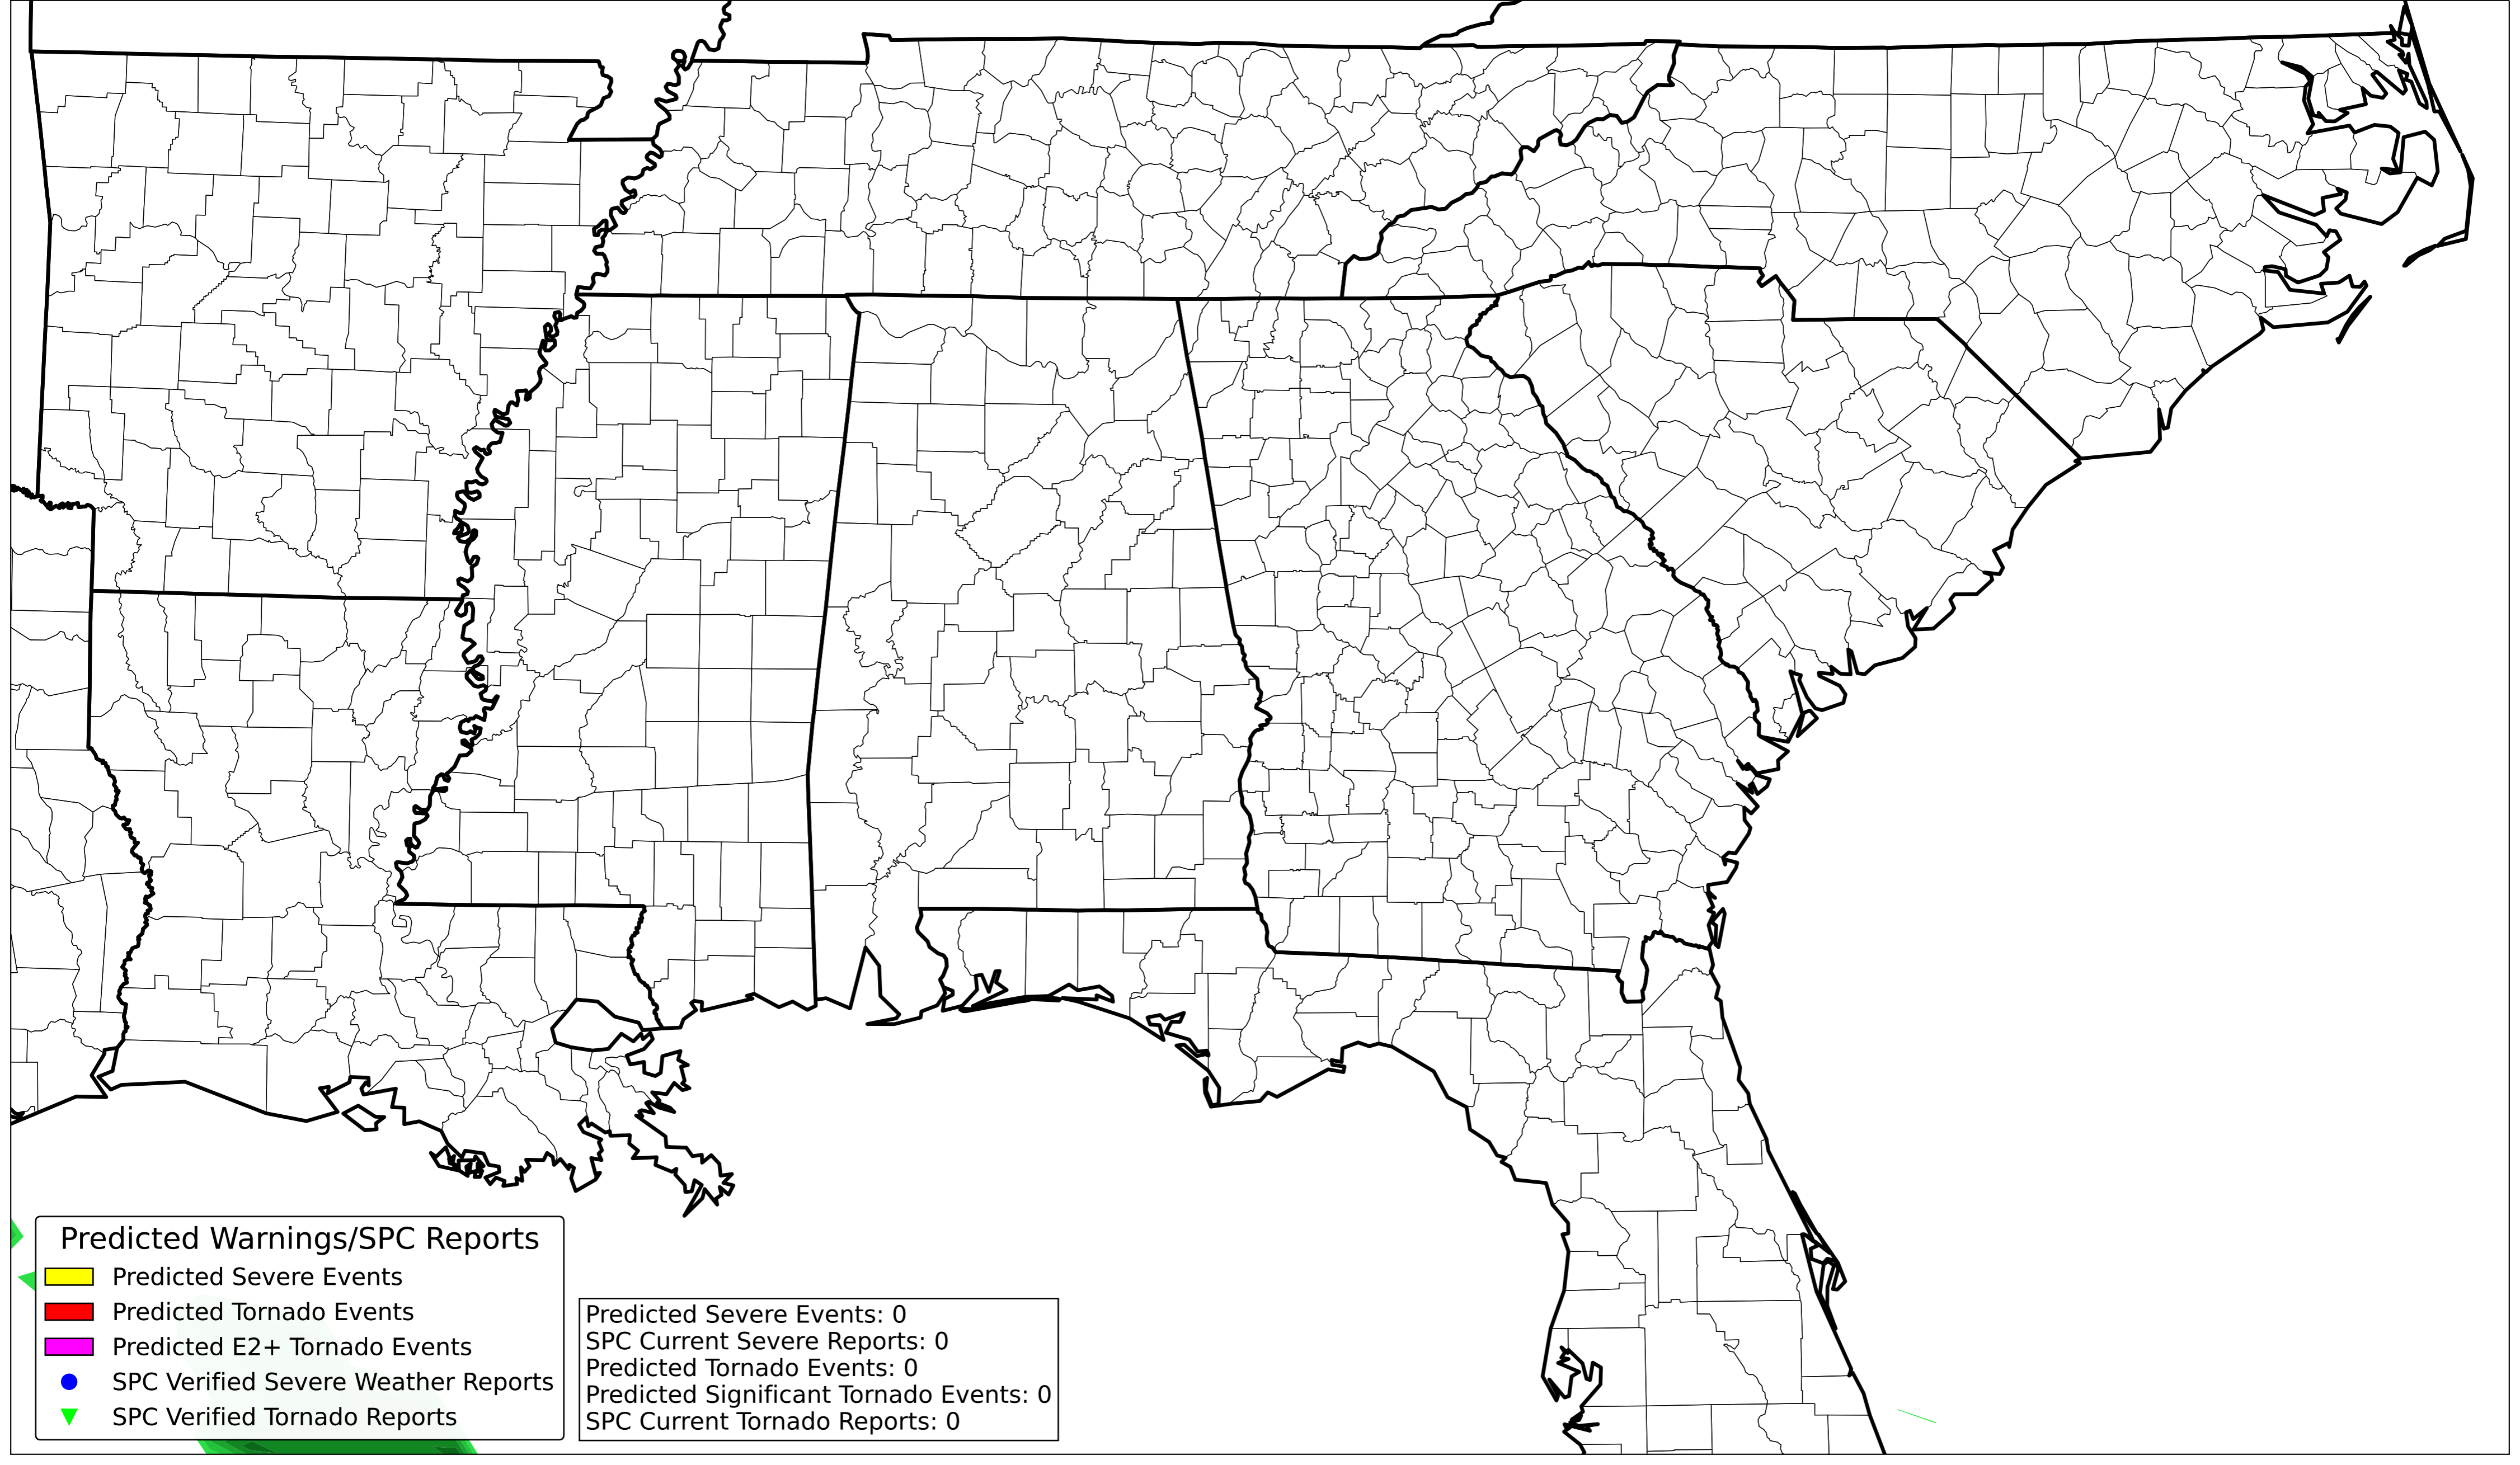 Predicted Warnings/SPC Reports
Predicted Severe Events
Predicted Tornado Events
Predicted E2+ Tornado Events
SPC Verified Severe Weather Reports
SPC Verified Tornado Reports
Predicted Severe Events: 0
SPC Current Severe Reports: 0
Predicted Tornado Events: 0
Predicted Significant Tornado Events: 0
SPC Current Tornado Reports: 0